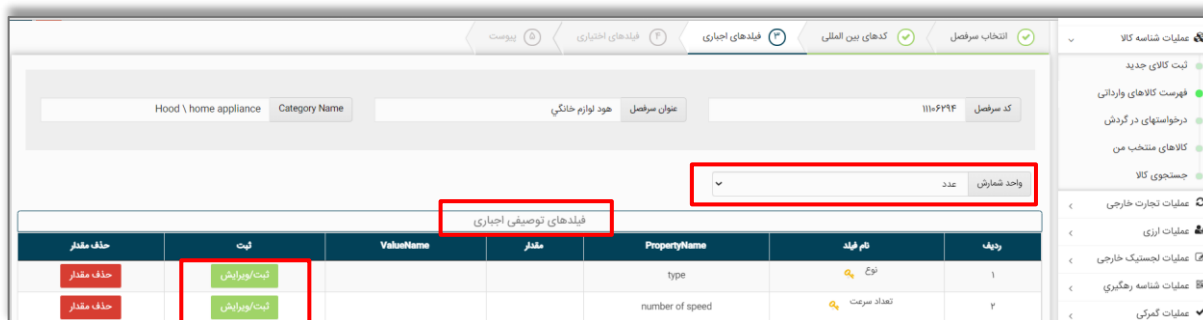 عملیات شناسه کالا
ثبت کالای جدید
فهرست کالاهای وارداتی
درخواستهای در گردش
کالاهای منتخب من
جستجوی کالا
عملیات تجارت خارجی
عملیات ارزی
عملیات لجستیک خارجی
عملیات شناسه رهگیري
عملیات گمرکی
انتخاب سرفصل
کدهای بین المللی
۳ فیلدهای اجباری
۴ فیلدهای اختیاری
۵ پیوست
کد سرفصل ۱۱۱۰۶۲۹۴ عنوان سرفصل هود لوازم خانگي Category Name Hood \ home appliance
واحد شمارش عدد
فیلدهای توصیفی اجباری
ردیف نام فیلد PropertyName مقدار ValueName ثبت حذف مقدار
۱ نوع type ثبت/ویرایش حذف مقدار
۲ تعداد سرعت number of speed ثبت/ویرایش حذف مقدار